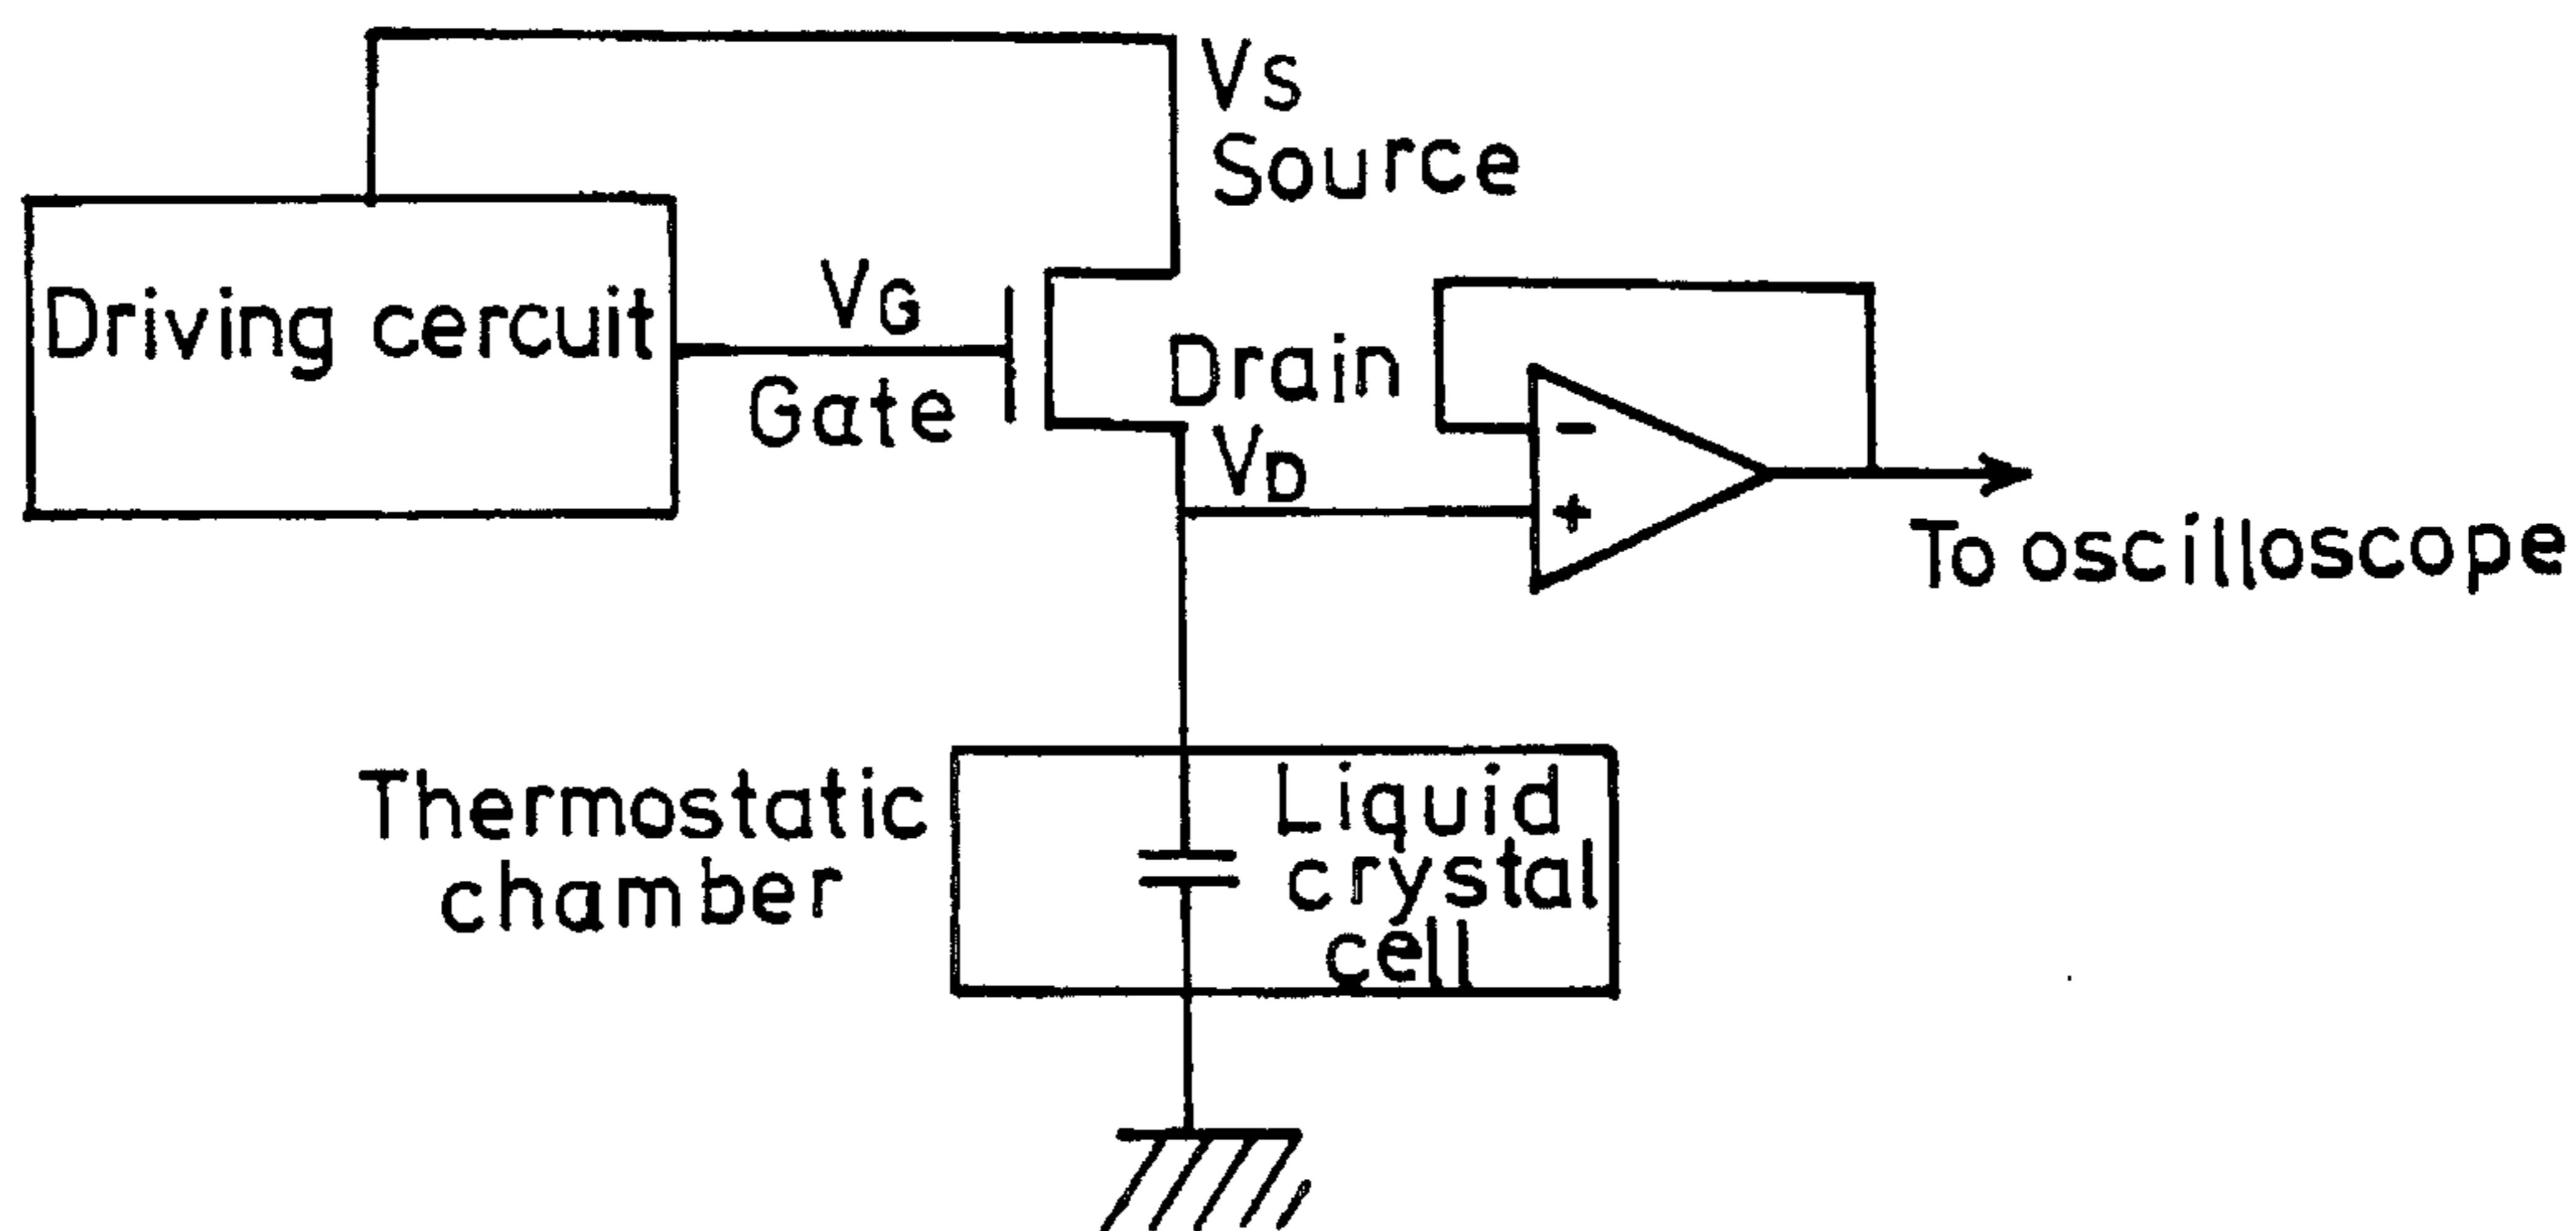 VS
Source
Driving cercuit
VG
Gate
Drain
VD
-
+
To oscilloscope
Thermostatic
chamber
Liquid
crystal
cell